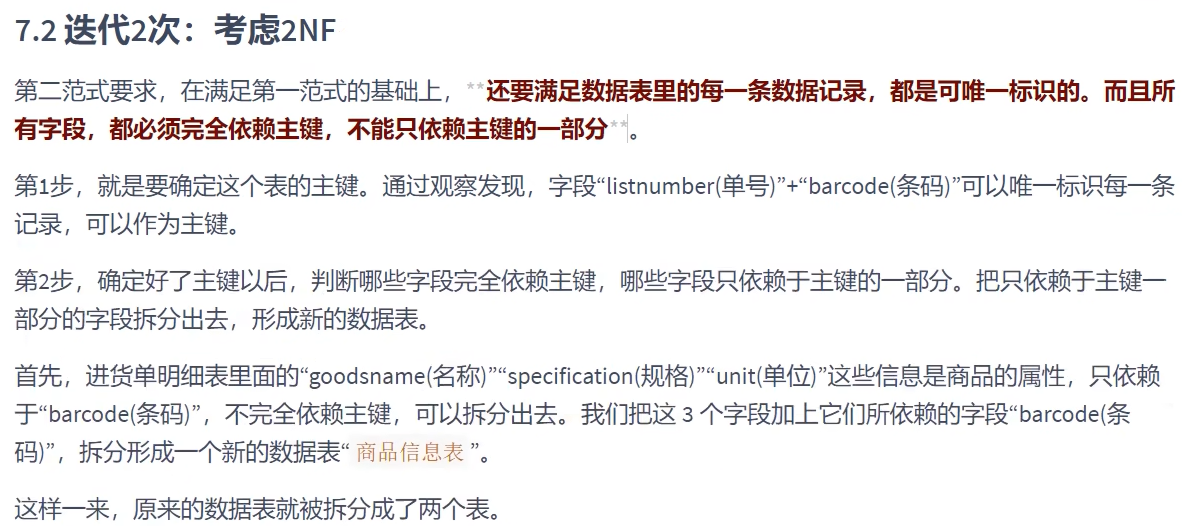 7.2 迭代2次：考虑2NF
第二范式要求，在满足第一范式的基础上，**还要满足数据表里的每一条数据记录，都是可唯一标识的。而且所
有字段，都必须完全依赖主键，不能只依赖主键的一部分**。
第1步，就是要确定这个表的主键。通过观察发现，字段“listnumber(单号)”+“barcode(条码)”可以唯一标识每一条
记录，可以作为主键。
第2步，确定好了主键以后，判断哪些字段完全依赖主键，哪些字段只依赖于主键的一部分。把只依赖于主键一
部分的字段拆分出去，形成新的数据表。
首先，进货单明细表里面的“goodsname(名称)”“specification(规格)”“unit(单位)”这些信息是商品的属性，只依赖
于“barcode(条码)”，不完全依赖主键，可以拆分出去。我们把这 3 个字段加上它们所依赖的字段“barcode(条
码)”，拆分形成一个新的数据表“商品信息表”。
这样一来，原来的数据表就被拆分成了两个表。